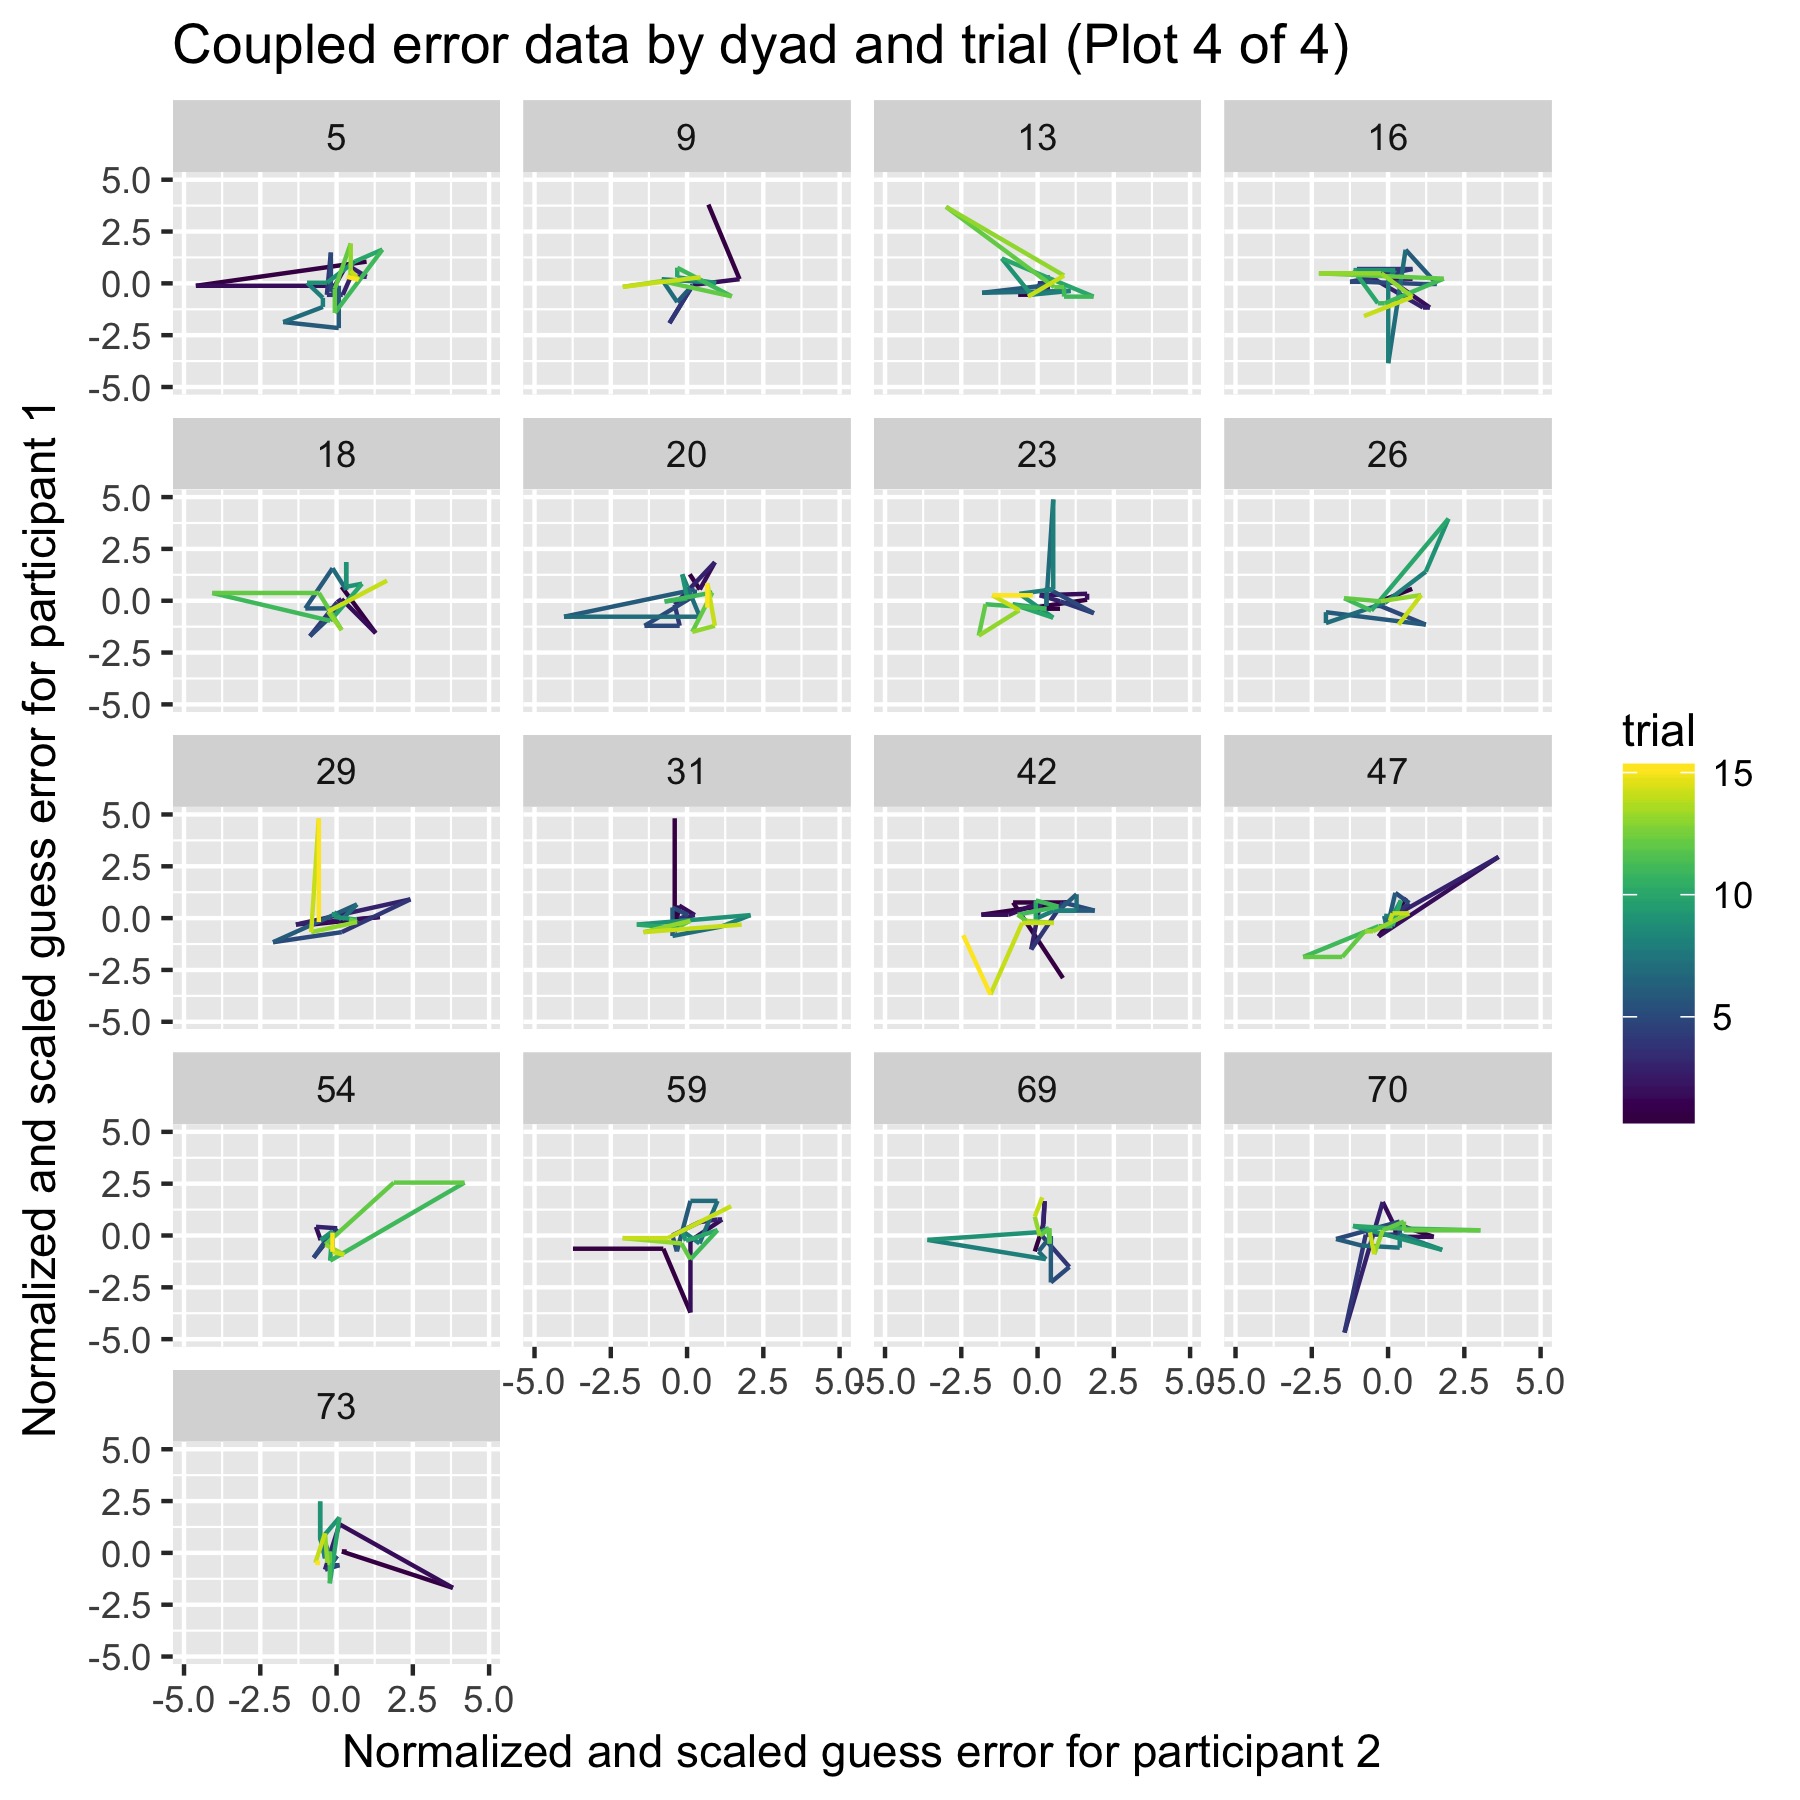 Coupled error data by dyad and trial (Plot 4 of 4)
5 9 13 16
5.0
2.5
0.0
-2.5
-5.0
18 20 23 26
5.0
2.5
0.0
-2.5
-5.0
29 31 42 47
5.0
2.5
0.0
-2.5
-5.0
54 59 69 70
5.0
2.5
0.0
-2.5
-5.0
-5.0 -2.5 0.0 2.5 5.0 -5.0 -2.5 0.0 2.5 5.0 -5.0 -2.5 0.0 2.5 5.0
73
5.0
2.5
0.0
-2.5
-5.0
-5.0 -2.5 0.0 2.5 5.0
Normalized and scaled guess error for participant 2
Normalized and scaled guess error for participant 1
trial
15
10
5